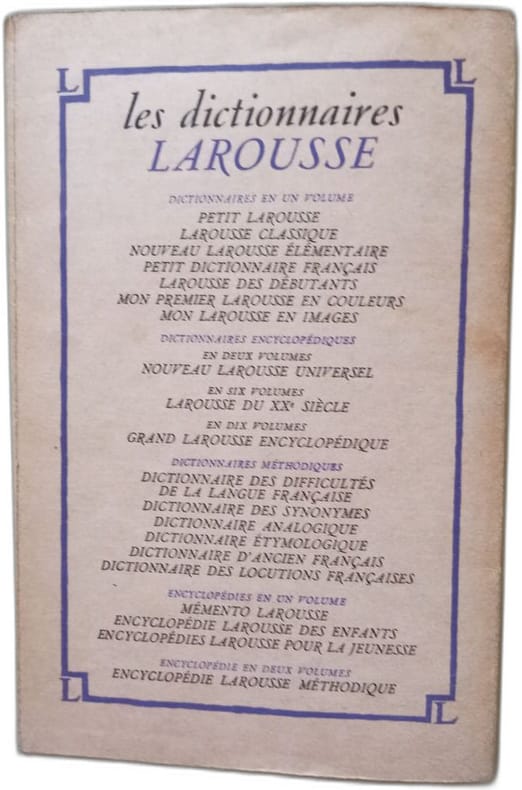 L L
les dictionnaires
LAROUSSE
DICTIONNAIRES EN UN VOLUME
PETIT LAROUSSE
LAROUSSE CLASSIQUE
NOUVEAU LAROUSSE ÉLÉMENTAIRE
PETIT DICTIONNAIRE FRANÇAIS
LAROUSSE DES DÉBUTANTS
MON PREMIER LAROUSSE EN COULEURS
MON LAROUSSE EN IMAGES
DICTIONNAIRES ENCYCLOPÉDIQUES
EN DEUX VOLUMES
NOUVEAU LAROUSSE UNIVERSEL
EN SIX VOLUMES
LAROUSSE DU XXe SIÈCLE
EN DIX VOLUMES
GRAND LAROUSSE ENCYCLOPÉDIQUE
DICTIONNAIRES MÉTHODIQUES
DICTIONNAIRE DES DIFFICULTÉS
DE LA LANGUE FRANÇAISE
DICTIONNAIRE DES SYNONYMES
DICTIONNAIRE ANALOGIQUE
DICTIONNAIRE ÉTYMOLOGIQUE
DICTIONNAIRE D'ANCIEN FRANÇAIS
DICTIONNAIRE DES LOCUTIONS FRANÇAISES
ENCYCLOPÉDIES EN UN VOLUME
MÉMENTO LAROUSSE
ENCYCLOPÉDIE LAROUSSE DES ENFANTS
ENCYCLOPÉDIES LAROUSSE POUR LA JEUNESSE
ENCYCLOPÉDIE EN DEUX VOLUMES
ENCYCLOPÉDIE LAROUSSE MÉTHODIQUE
L L